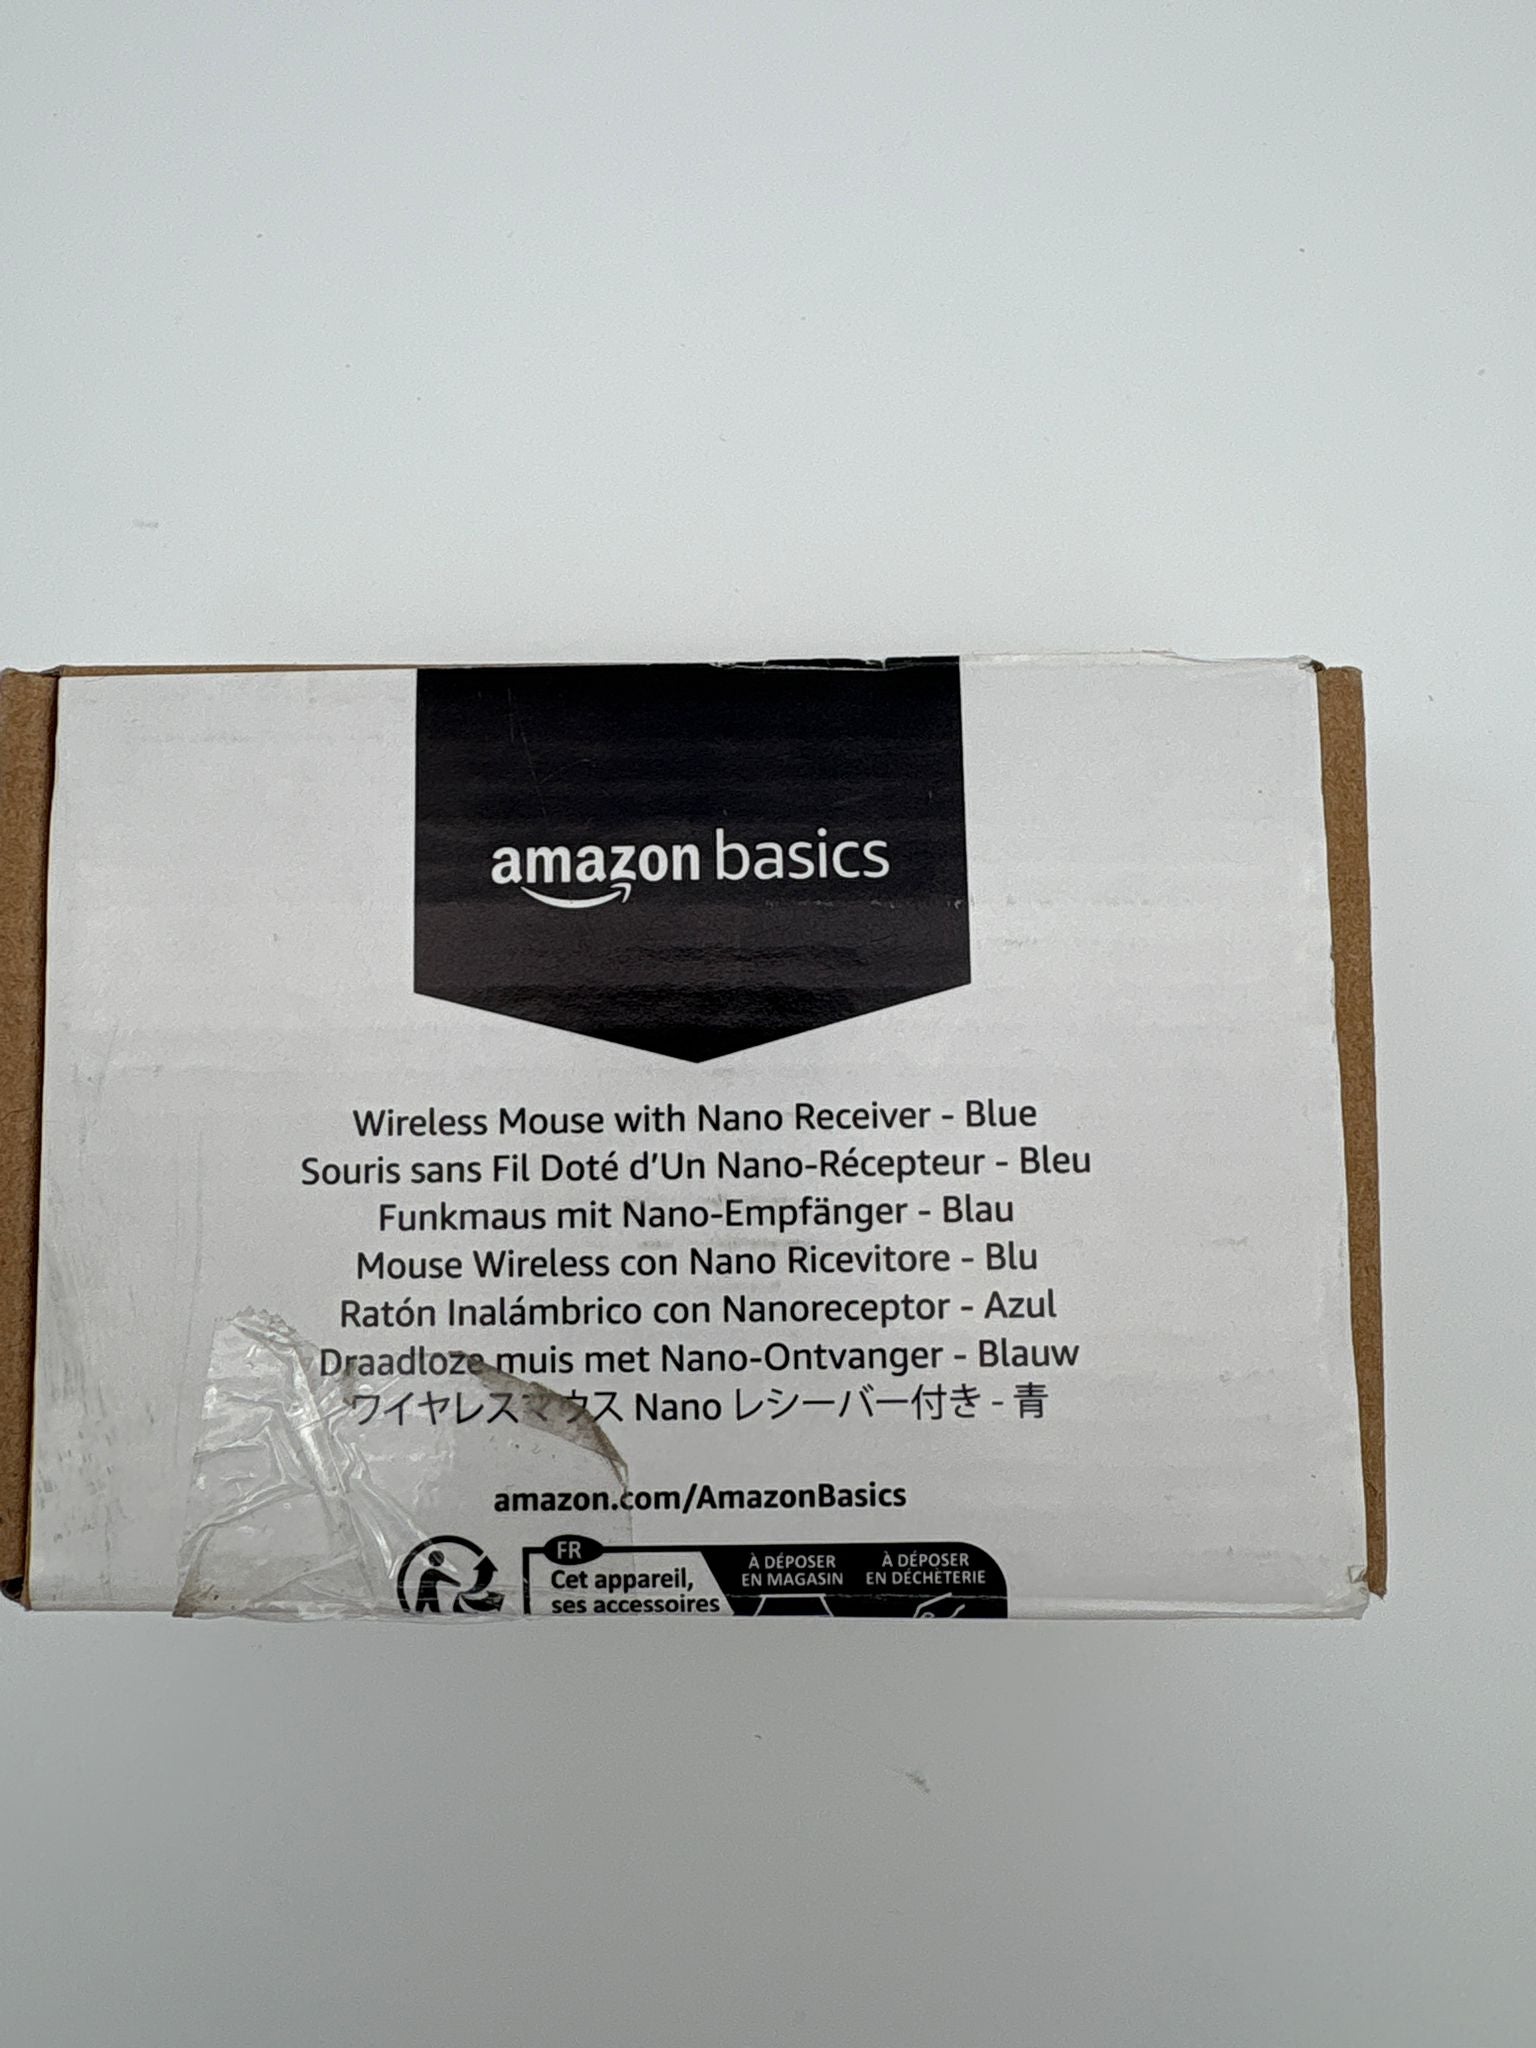 amazon basics
Wireless Mouse with Nano Receiver - Blue
Souris sans Fil Doté d'Un Nano-Récepteur - Bleu
Funkmaus mit Nano-Empfänger - Blau
Mouse Wireless con Nano Ricevitore - Blu
Ratón Inalámbrico con Nanoreceptor - Azul
Draadloze muis met Nano-Ontvanger - Blauw
ワイヤレスマウス Nano レシーバー付き - 青
amazon.com/AmazonBasics
FR
Cet appareil,
ses accessoires
À DÉPOSER
EN MAGASIN
À DÉPOSER
EN DÉCHÈTERIE